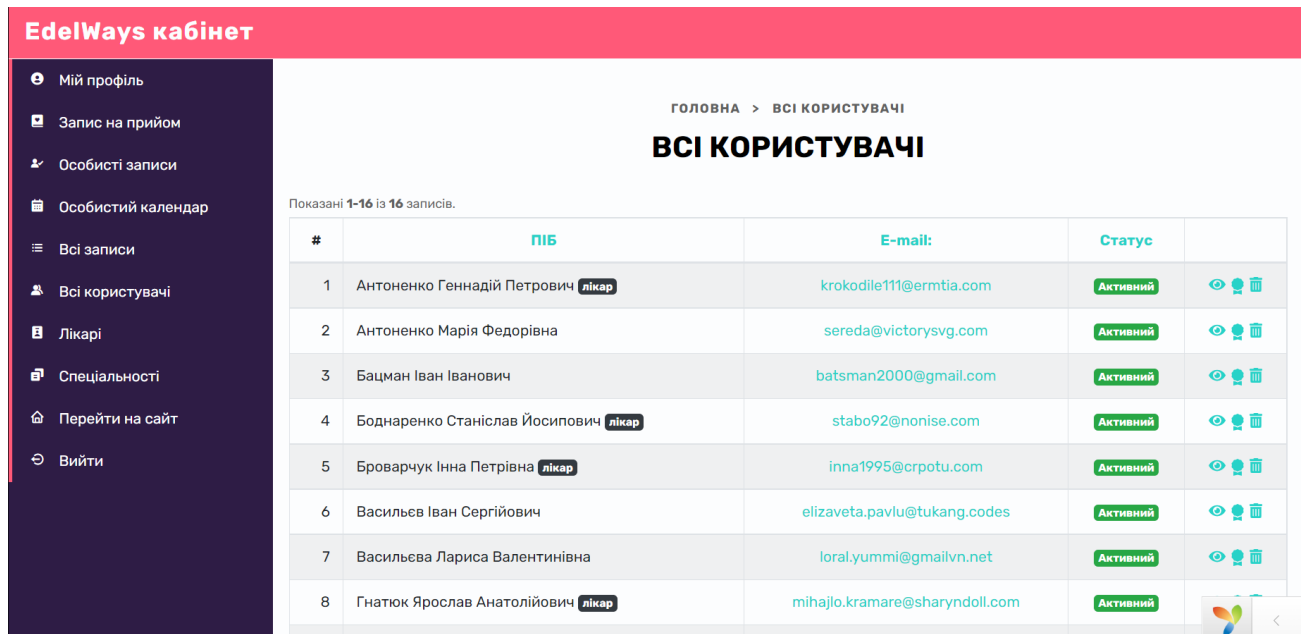 EdelWays кабінет
Мій профіль
Запис на прийом
Особисті записи
Особистий календар
Всі записи
Всі користувачі
Лікарі
Спеціальності
Перейти на сайт
Вийти
ГОЛОВНА > ВСІ КОРИСТУВАЧІ
ВСІ КОРИСТУВАЧІ
Показані 1-16 із 16 записів.
# ПІБ E-mail: Статус
1 Антоненко Геннадій Петрович лікар krokodile111@ermtia.com Активний
2 Антоненко Марія Федорівна sereda@victorysvg.com Активний
3 Бацман Іван Іванович batsman2000@gmail.com Активний
4 Боднаренко Станіслав Йосипович лікар stabo92@nonise.com Активний
5 Броварчук Інна Петрівна лікар inna1995@crpotu.com Активний
6 Васильєв Іван Сергійович elizaveta.pavlu@tukang.codes Активний
7 Васильєва Лариса Валентинівна loral.yummi@gmailvn.net Активний
8 Гнатюк Ярослав Анатолійович лікар mihajlo.kramare@sharyndoll.com Активний